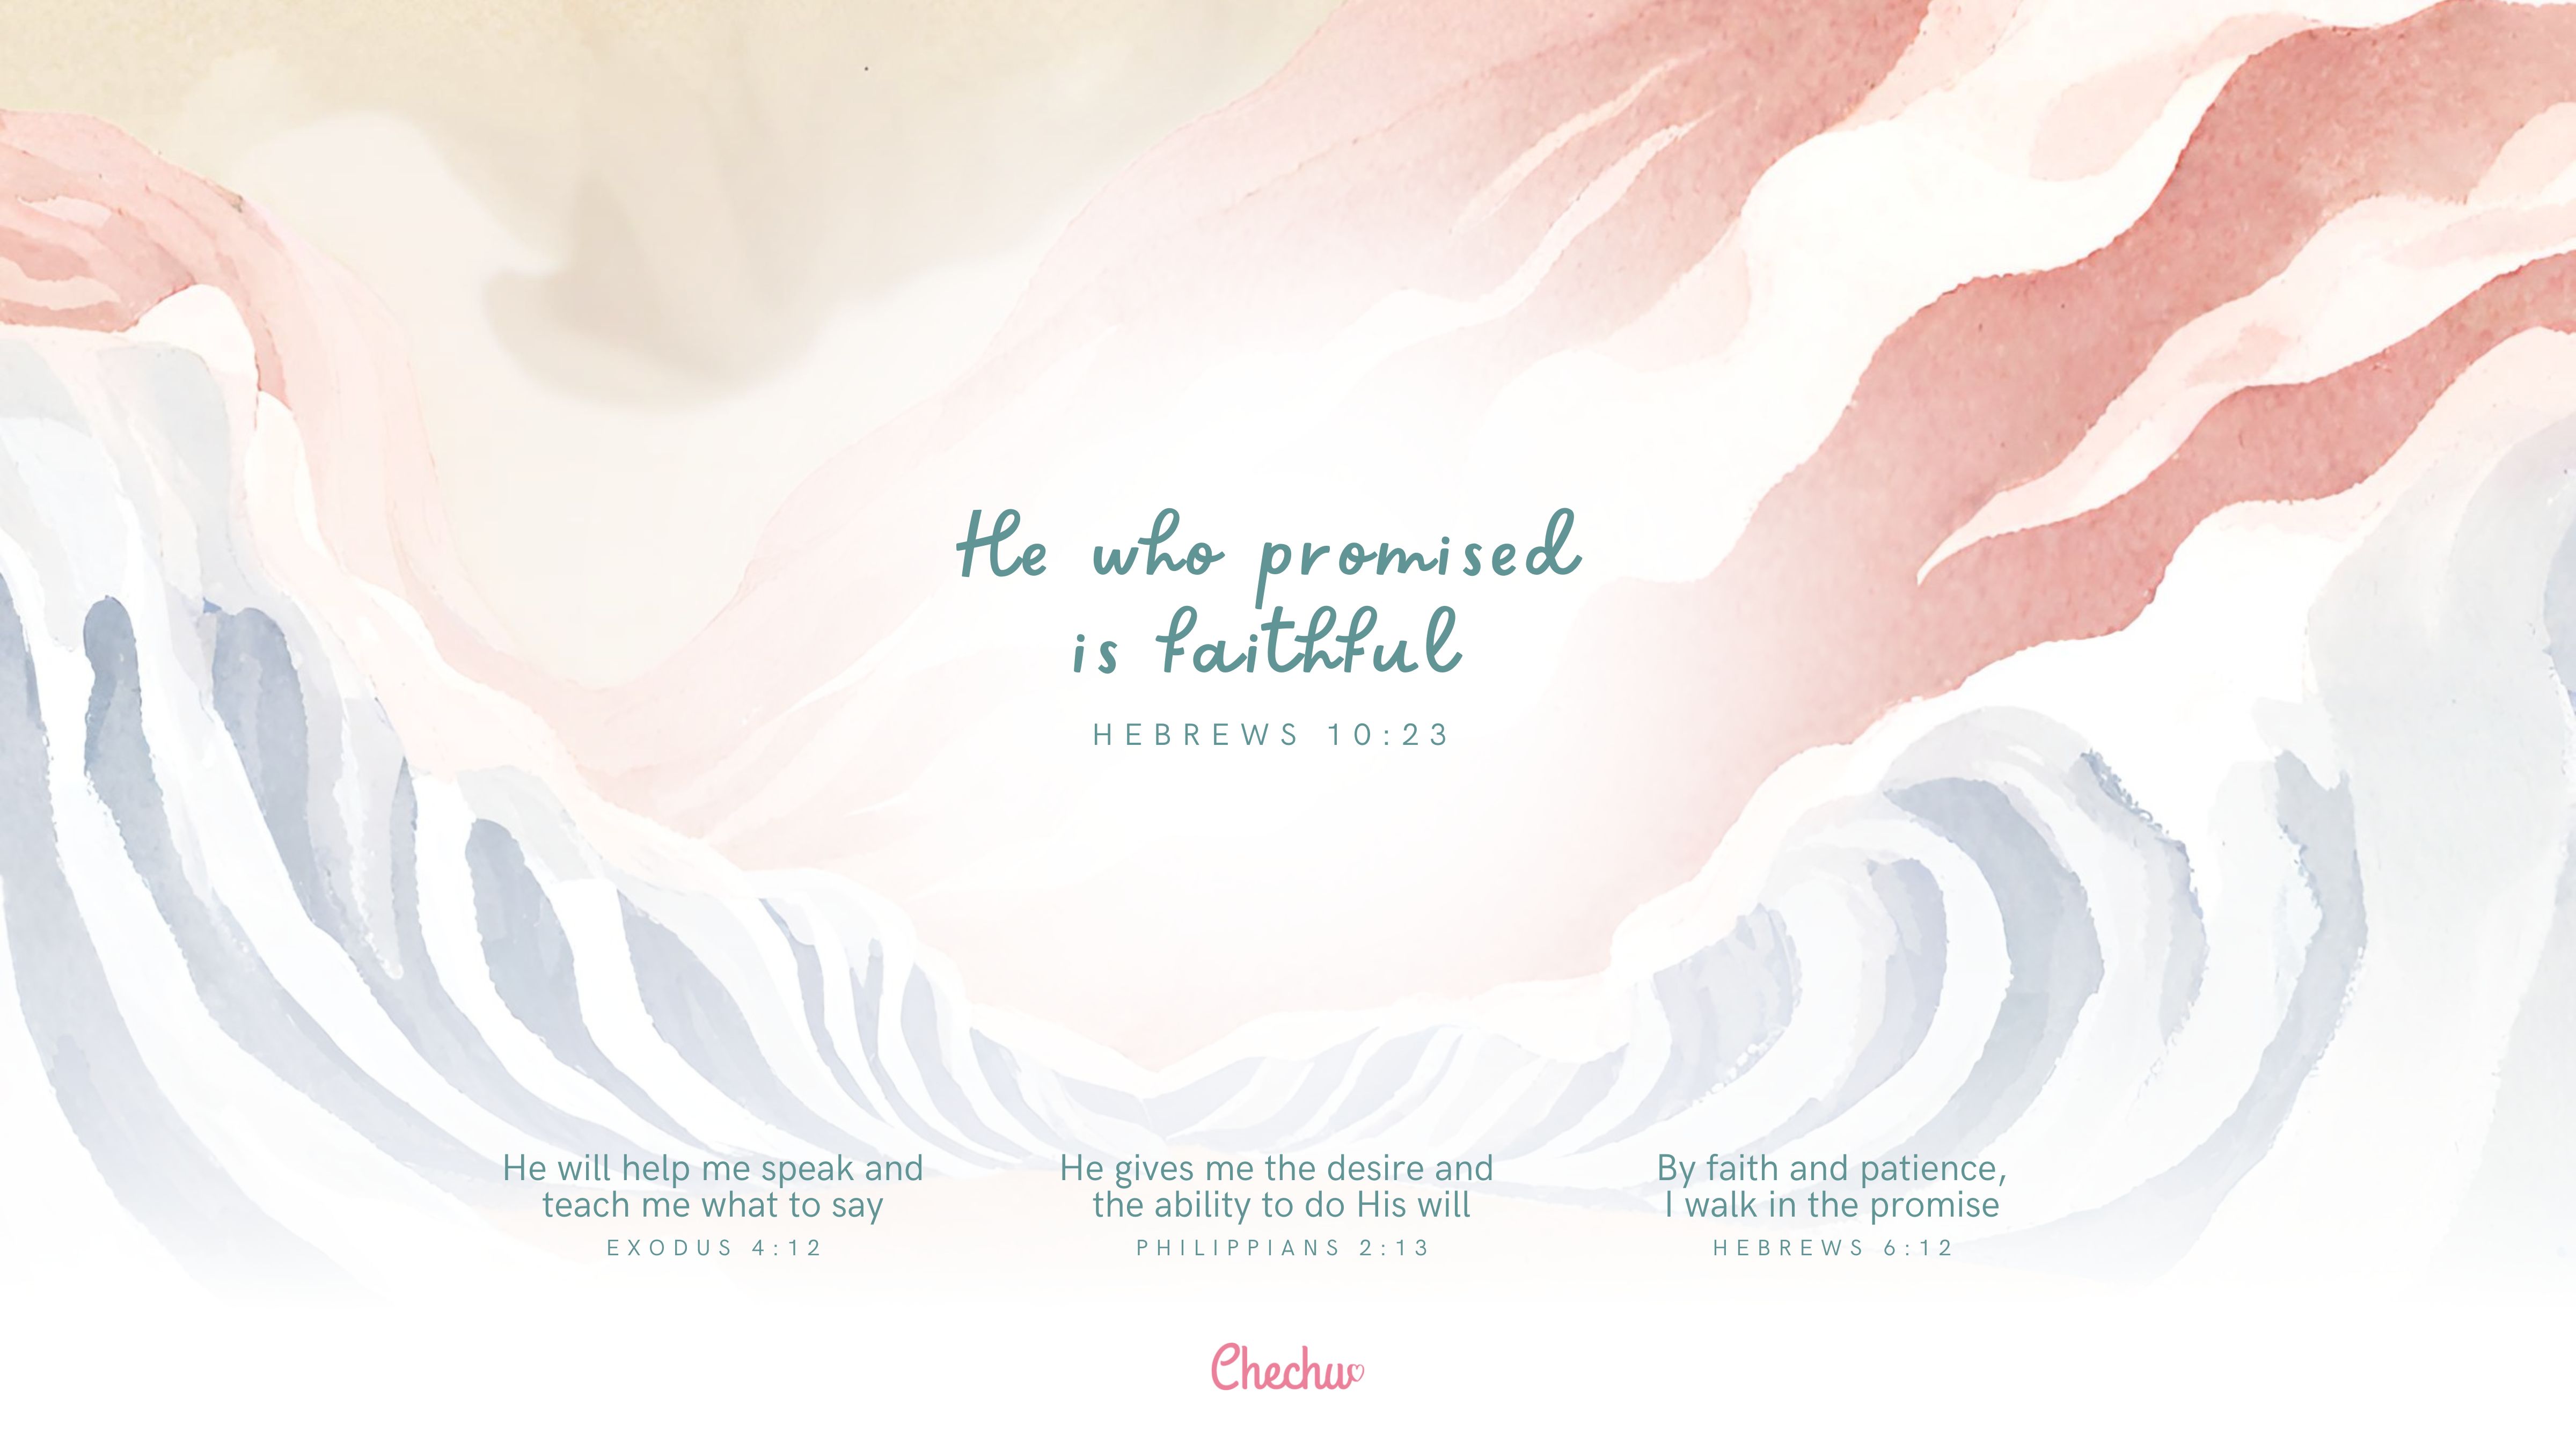 He who promised
is faithful
HEBREWS 10:23
He will help me speak and
teach me what to say
EXODUS 4:12
He gives me the desire and
the ability to do His will
PHILIPPIANS 2:13
By faith and patience,
I walk in the promise
HEBREWS 6:12
Chechu